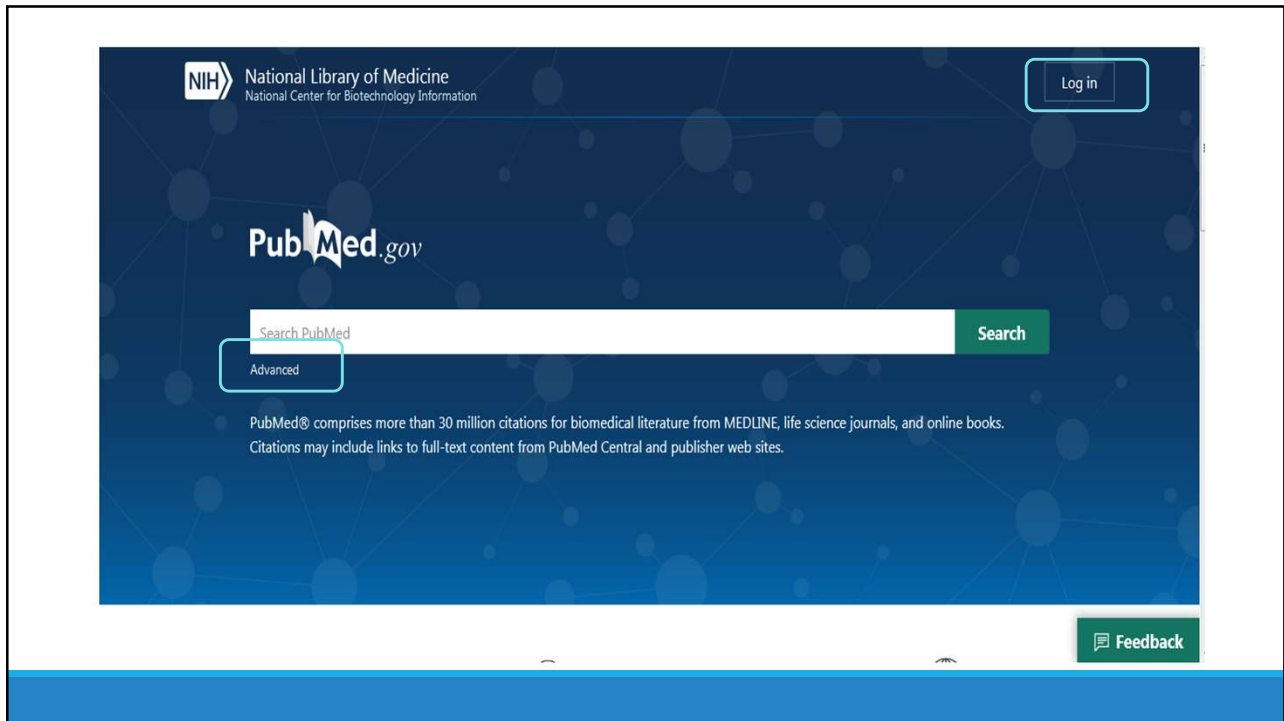 NIH
National Library of Medicine
National Center for Biotechnology Information
Log in
PubMed.gov
Search PubMed
Search
Advanced
PubMed® comprises more than 30 million citations for biomedical literature from MEDLINE, life science journals, and online books.
Citations may include links to full-text content from PubMed Central and publisher web sites.
Feedback